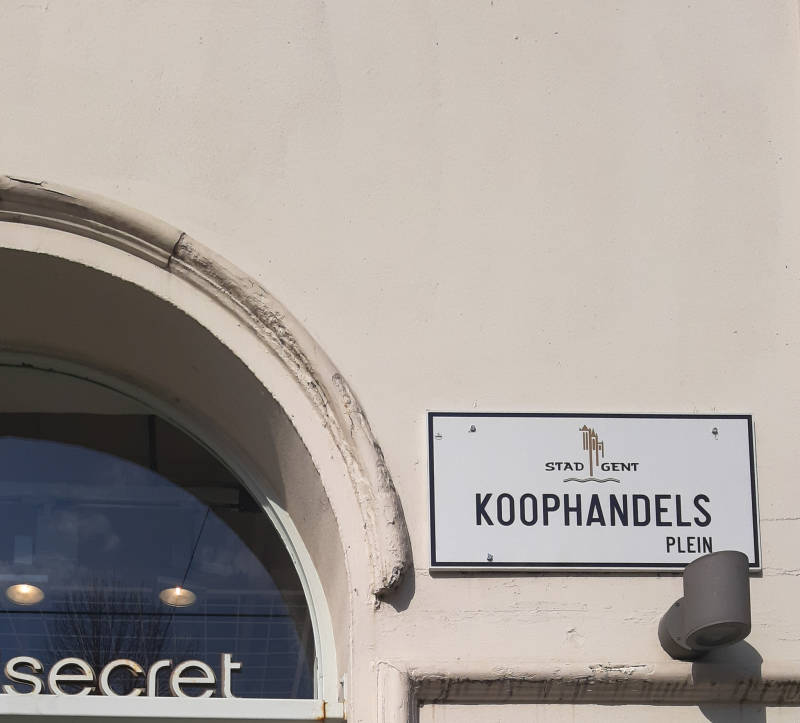 STAD GENT
KOOPHANDELS
PLEIN
secret